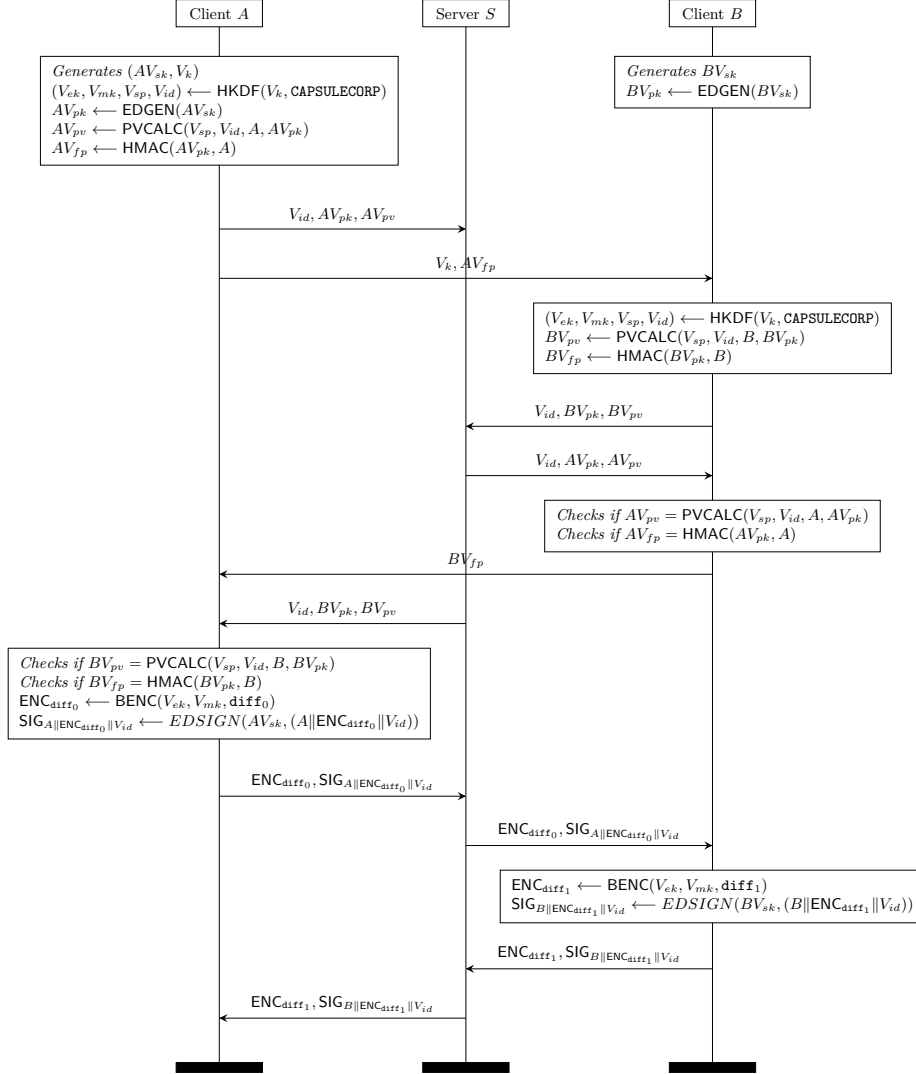 Client A
Server S
Client B
Generates (AV_sk, V_k)
(V_ek, V_mk, V_sp, V_id) ⟵ HKDF(V_k, CAPSULECORP)
AV_pk ⟵ EDGEN(AV_sk)
AV_pv ⟵ PVCALC(V_sp, V_id, A, AV_pk)
AV_fp ⟵ HMAC(AV_pk, A)
Generates BV_sk
BV_pk ⟵ EDGEN(BV_sk)
V_id, AV_pk, AV_pv
V_k, AV_fp
(V_ek, V_mk, V_sp, V_id) ⟵ HKDF(V_k, CAPSULECORP)
BV_pv ⟵ PVCALC(V_sp, V_id, B, BV_pk)
BV_fp ⟵ HMAC(BV_pk, B)
V_id, BV_pk, BV_pv
V_id, AV_pk, AV_pv
Checks if AV_pv = PVCALC(V_sp, V_id, A, AV_pk)
Checks if AV_fp = HMAC(AV_pk, A)
BV_fp
V_id, BV_pk, BV_pv
Checks if BV_pv = PVCALC(V_sp, V_id, B, BV_pk)
Checks if BV_fp = HMAC(BV_pk, B)
ENC_diff_0 ⟵ BENC(V_ek, V_mk, diff_0)
SIG_A‖ENC_diff_0‖V_id ⟵ EDSIGN(AV_sk, (A‖ENC_diff_0‖V_id))
ENC_diff_0, SIG_A‖ENC_diff_0‖V_id
ENC_diff_0, SIG_A‖ENC_diff_0‖V_id
ENC_diff_1 ⟵ BENC(V_ek, V_mk, diff_1)
SIG_B‖ENC_diff_1‖V_id ⟵ EDSIGN(BV_sk, (B‖ENC_diff_1‖V_id))
ENC_diff_1, SIG_B‖ENC_diff_1‖V_id
ENC_diff_1, SIG_B‖ENC_diff_1‖V_id